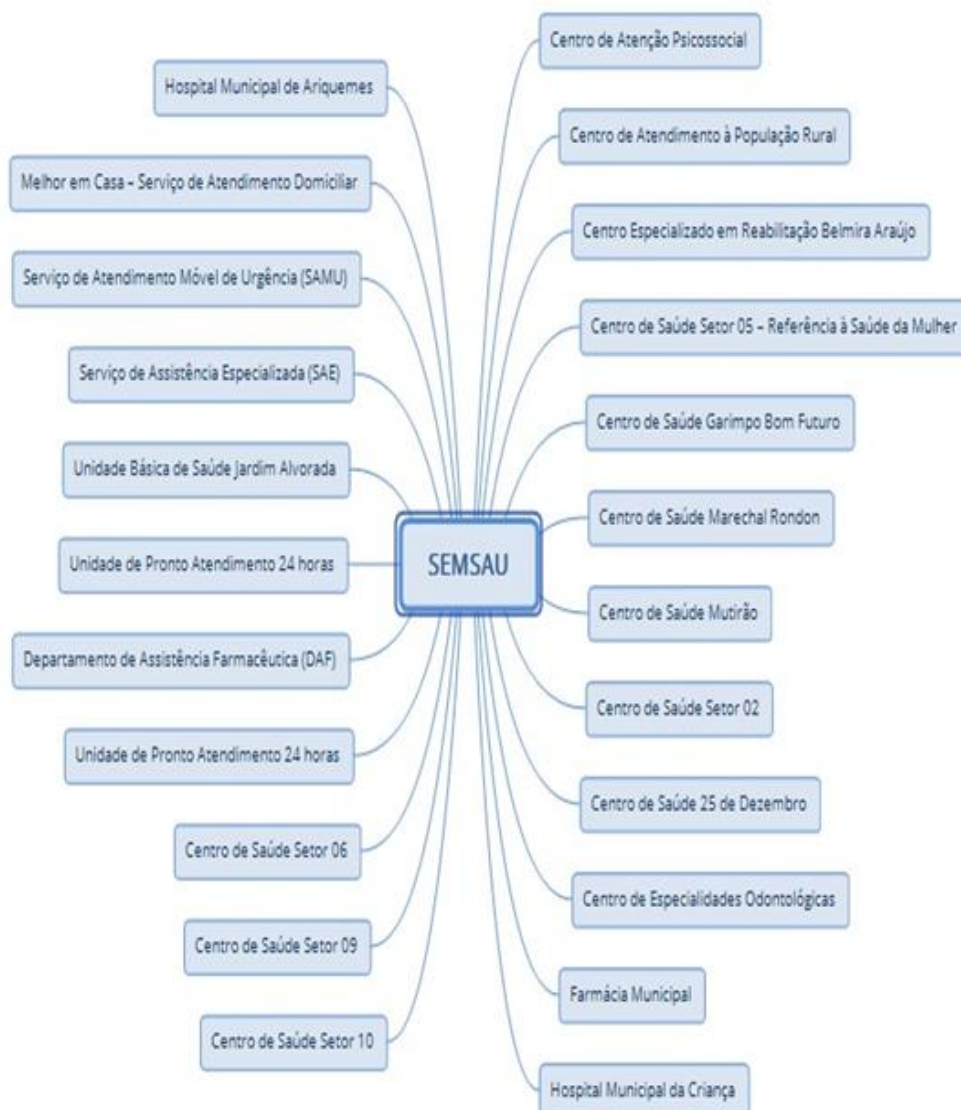 Centro de Atenção Psicossocial
Hospital Municipal de Ariquemes
Centro de Atendimento à População Rural
Melhor em Casa – Serviço de Atendimento Domiciliar
Centro Especializado em Reabilitação Belmira Araújo
Serviço de Atendimento Móvel de Urgência (SAMU)
Centro de Saúde Setor 05 – Referência à Saúde da Mulher
Serviço de Assistência Especializada (SAE)
Centro de Saúde Garimpo Bom Futuro
Unidade Básica de Saúde Jardim Alvorada
Centro de Saúde Marechal Rondon
Unidade de Pronto Atendimento 24 horas
SEMSAU
Centro de Saúde Mutirão
Departamento de Assistência Farmacêutica (DAF)
Centro de Saúde Setor 02
Unidade de Pronto Atendimento 24 horas
Centro de Saúde 25 de Dezembro
Centro de Saúde Setor 06
Centro de Especialidades Odontológicas
Centro de Saúde Setor 09
Farmácia Municipal
Centro de Saúde Setor 10
Hospital Municipal da Criança